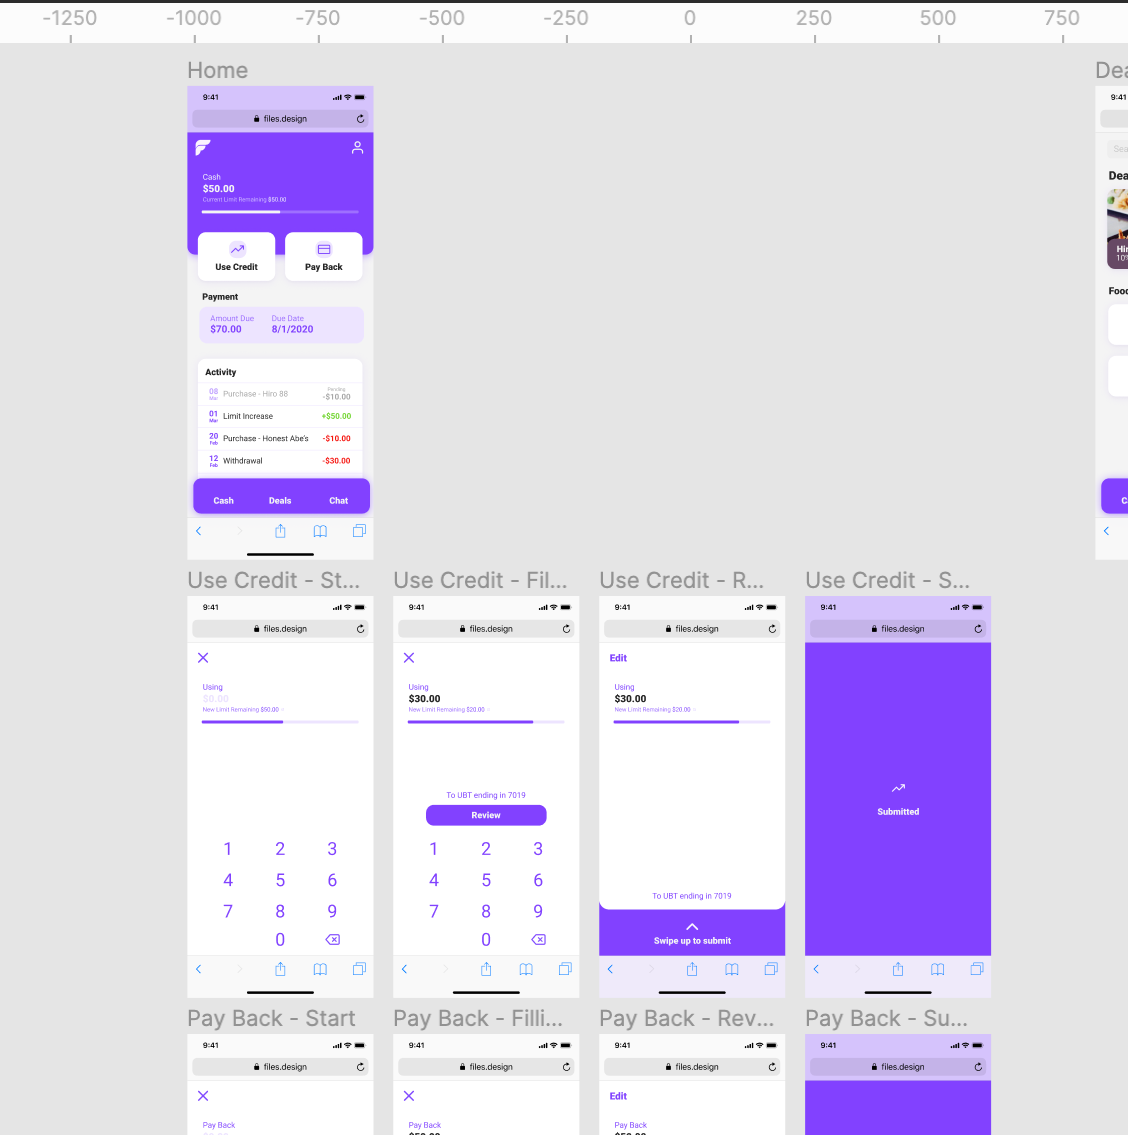 -1250 -1000 -750 -500 -250 0 250 500 750
Home
9:41
files.design
Cash
$50.00
Current Limit Remaining $50.00
Use Credit Pay Back
Payment
Amount Due Due Date
$70.00 8/1/2020
Activity
08 Mar Purchase - Hiro 88 Pending -$10.00
01 Mar Limit Increase +$50.00
20 Feb Purchase - Honest Abe's -$10.00
12 Feb Withdrawal -$30.00
Cash Deals Chat
Dea
9:41
Sea
Dea
Hir
10%
Food
C
Use Credit - St...
9:41
files.design
Using
$0.00
New Limit Remaining $50.00
1 2 3
4 5 6
7 8 9
0
Use Credit - Fil...
9:41
files.design
Using
$30.00
New Limit Remaining $20.00
To UBT ending in 7019
Review
1 2 3
4 5 6
7 8 9
0
Use Credit - R...
9:41
files.design
Edit
Using
$30.00
New Limit Remaining $20.00
To UBT ending in 7019
Swipe up to submit
Use Credit - S...
9:41
files.design
Submitted
Pay Back - Start
9:41
files.design
Pay Back
Pay Back - Filli...
9:41
files.design
Pay Back
Pay Back - Rev...
9:41
files.design
Edit
Pay Back
Pay Back - Su...
9:41
files.design